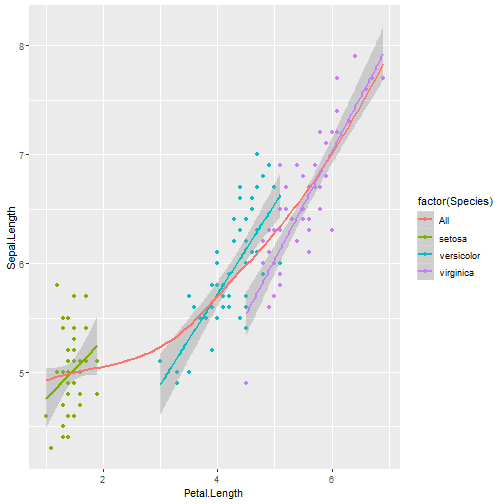 8
7
6
5
Sepal.Length
2
4
6
Petal.Length
factor(Species)
All
setosa
versicolor
virginica